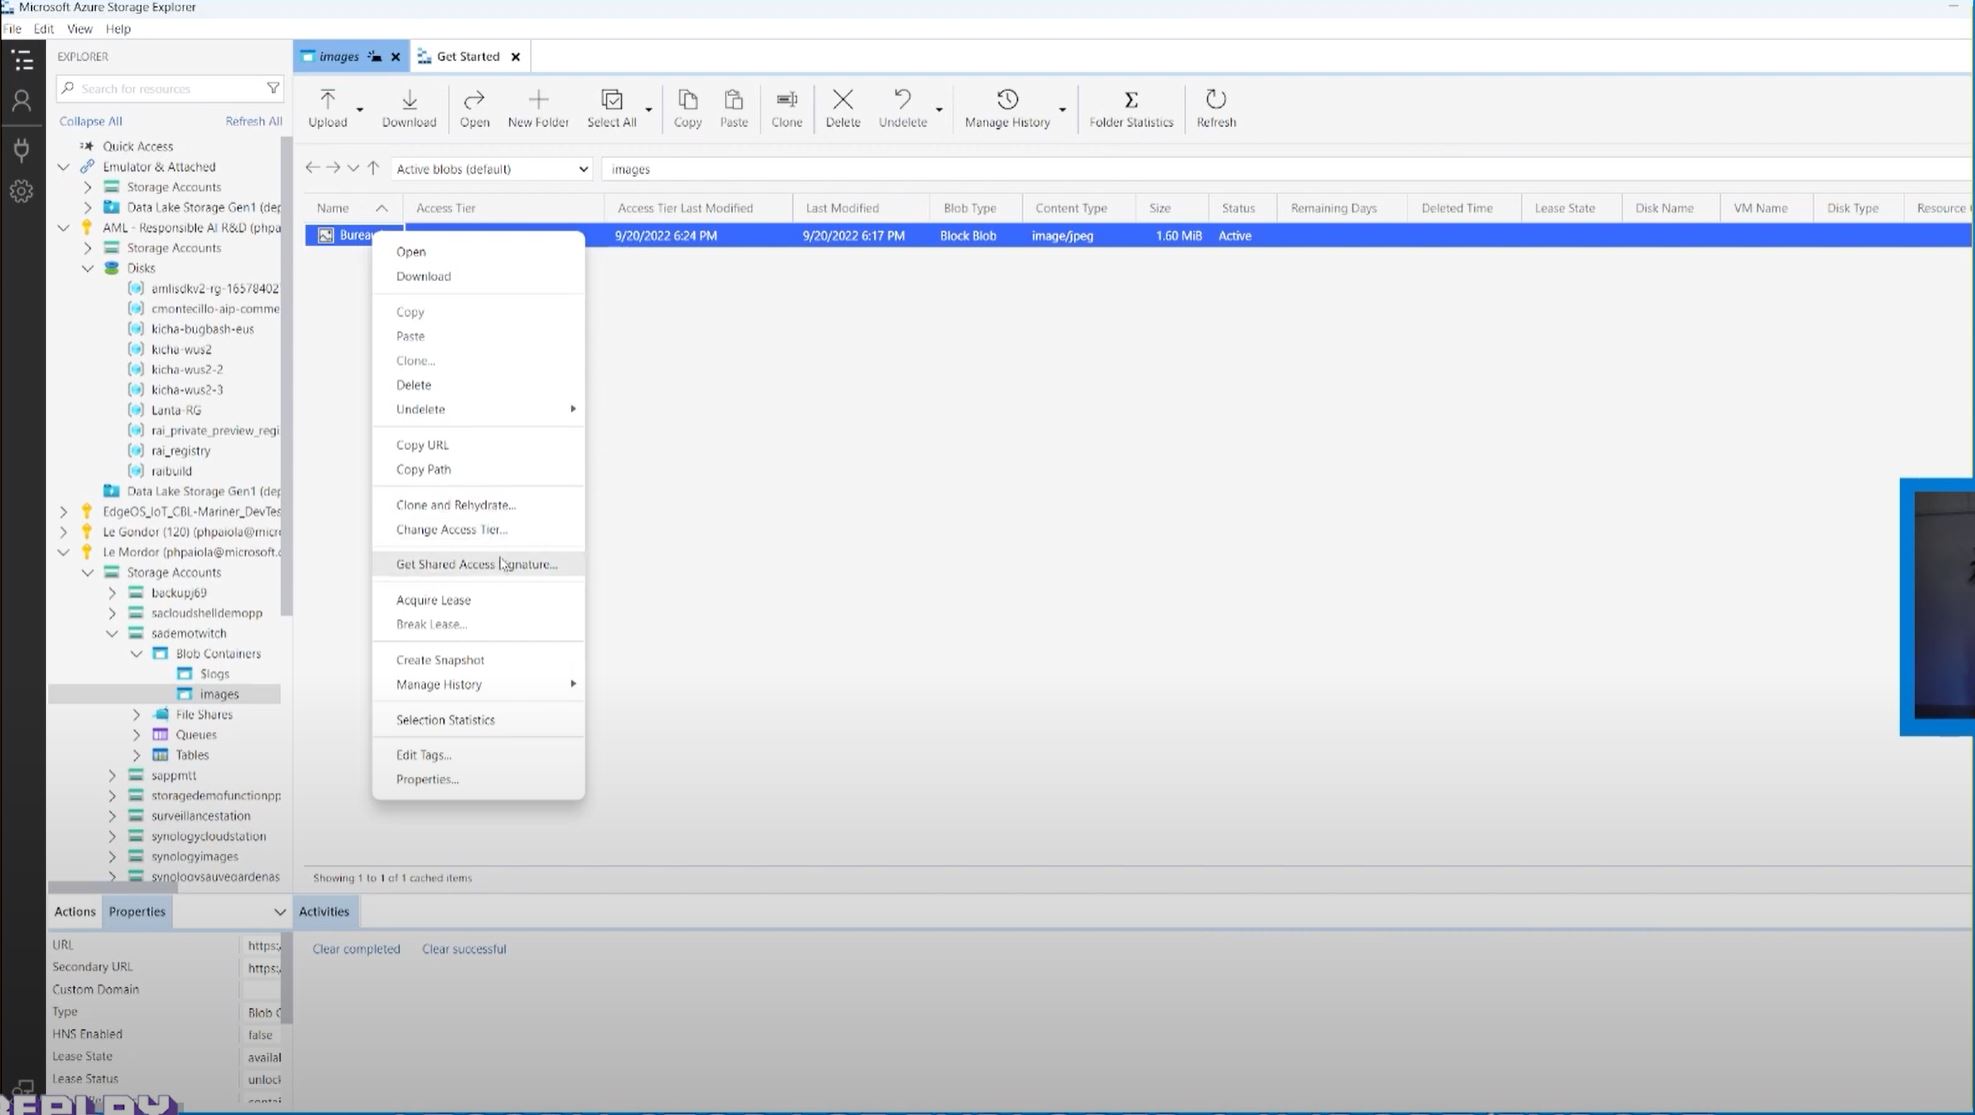 Microsoft Azure Storage Explorer
File Edit View Help
EXPLORER
Search for resources
Collapse All Refresh All
Quick Access
Emulator & Attached
Storage Accounts
Data Lake Storage Gen1 (dep
AML - Responsible AI R&D (phpa
Storage Accounts
Disks
amlisdkv2-rg-16578402
cmontecillo-aip-comme
kicha-bugbash-eus
kicha-wus2
kicha-wus2-2
kicha-wus2-3
Lanta-RG
rai_private_preview_regi
rai_registry
raibuild
Data Lake Storage Gen1 (dep
EdgeOS_IoT_CBL-Mariner_DevTes
Le Gondor (120) (phpaiola@micr
Le Mordor (phpaiola@microsoft.c
Storage Accounts
backupj69
sacloudshelldemopp
sademotwitch
Blob Containers
$logs
images
File Shares
Queues
Tables
sappmtt
storagedemofunctionpp
surveillancestation
synologycloudstation
synologyimages
synologysauvegardenas
images Get Started
Upload Download Open New Folder Select All Copy Paste Clone Delete Undelete Manage History Folder Statistics Refresh
Active blobs (default) images
Name Access Tier Access Tier Last Modified Last Modified Blob Type Content Type Size Status Remaining Days Deleted Time Lease State Disk Name VM Name Disk Type Resource
Bureau 9/20/2022 6:24 PM 9/20/2022 6:17 PM Block Blob image/jpeg 1.60 MiB Active
Open
Download
Copy
Paste
Clone...
Delete
Undelete
Copy URL
Copy Path
Clone and Rehydrate...
Change Access Tier...
Get Shared Access Signature...
Acquire Lease
Break Lease...
Create Snapshot
Manage History
Selection Statistics
Edit Tags...
Properties...
Showing 1 to 1 of 1 cached items
Actions Properties
URL https:/
Secondary URL https:/
Custom Domain
Type Blob C
HNS Enabled false
Lease State availal
Lease Status unlock
Activities
Clear completed Clear successful
REPLAY